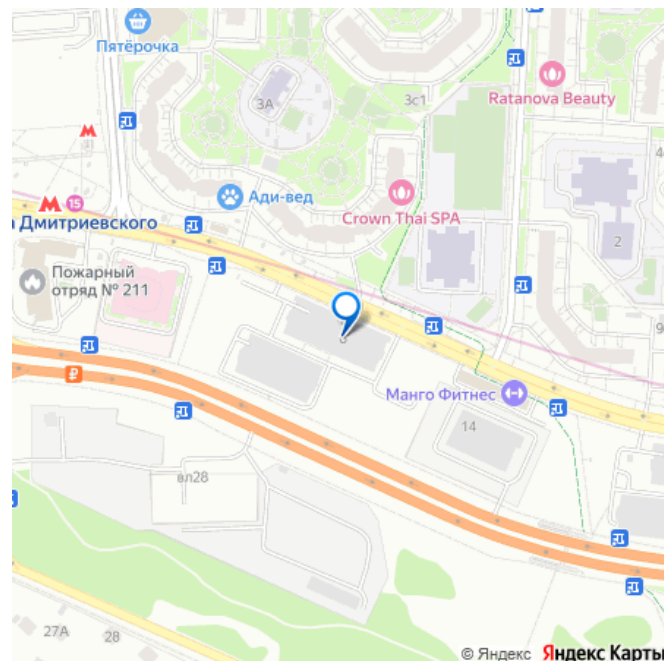 Пятёрочка
Ratanova Beauty
3А
3с1
Ади-вед
Crown Thai SPA
15
а Дмитриевского
2
Пожарный
отряд № 211
9
Манго Фитнес
14
вл28
27А
28
© Яндекс Яндекс Карты